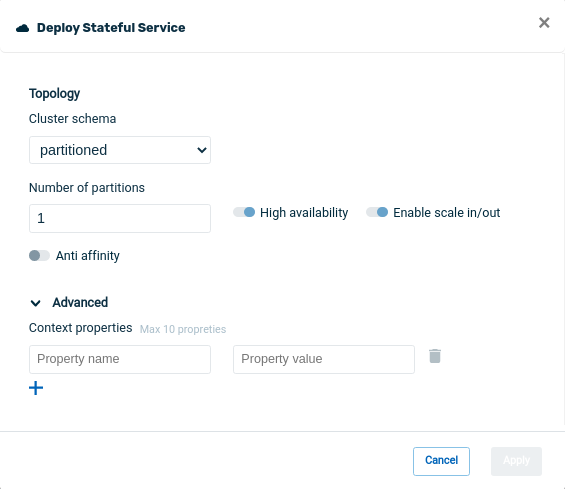 Deploy Stateful Service
Topology
Cluster schema
partitioned
Number of partitions
1
High availability
Enable scale in/out
Anti affinity
Advanced
Context properties Max 10 propreties
Property name
Property value
Cancel
Apply